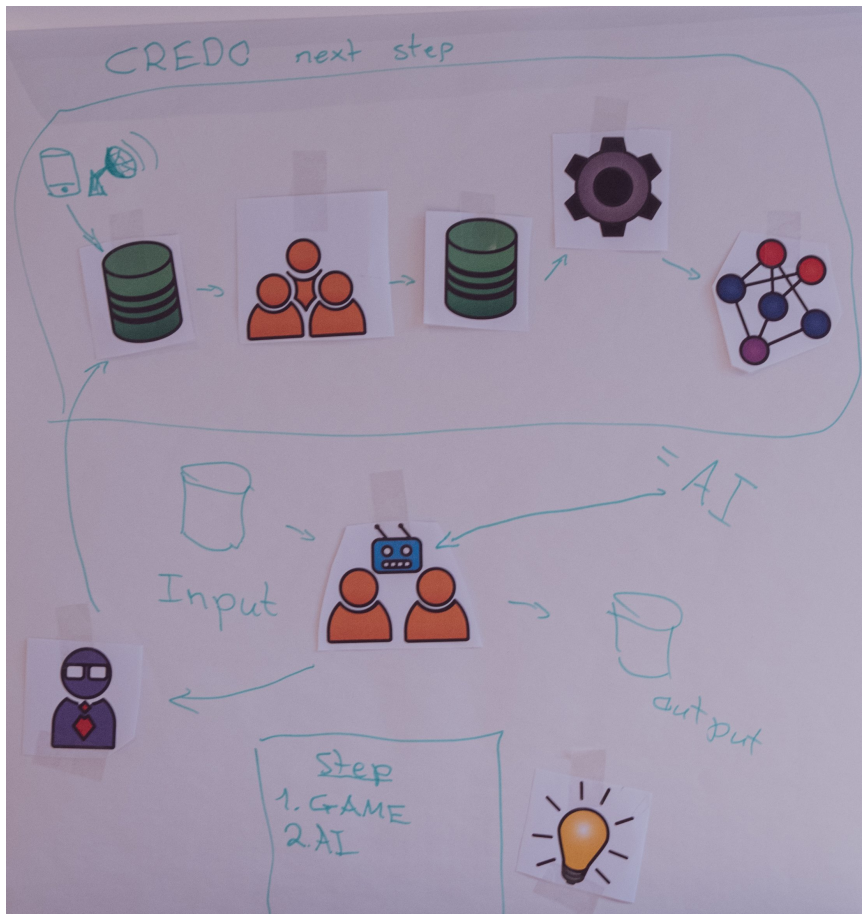 CREDO next step
= AI
Input
output
Step
1. GAME
2. AI